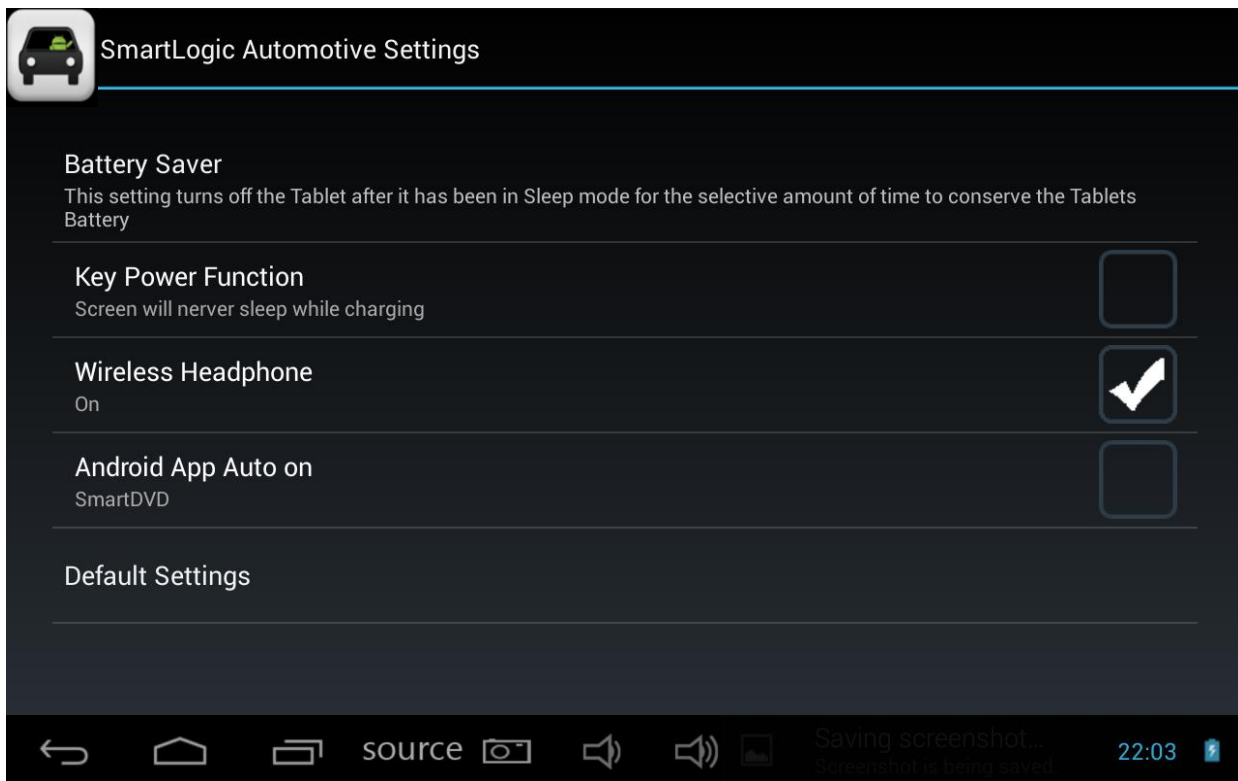 SmartLogic Automotive Settings
Battery Saver
This setting turns off the Tablet after it has been in Sleep mode for the selective amount of time to conserve the Tablets
Battery
Key Power Function
Screen will nerver sleep while charging
Wireless Headphone
On
Android App Auto on
SmartDVD
Default Settings
source
Saving screenshot...
Screenshot is being saved
22:03